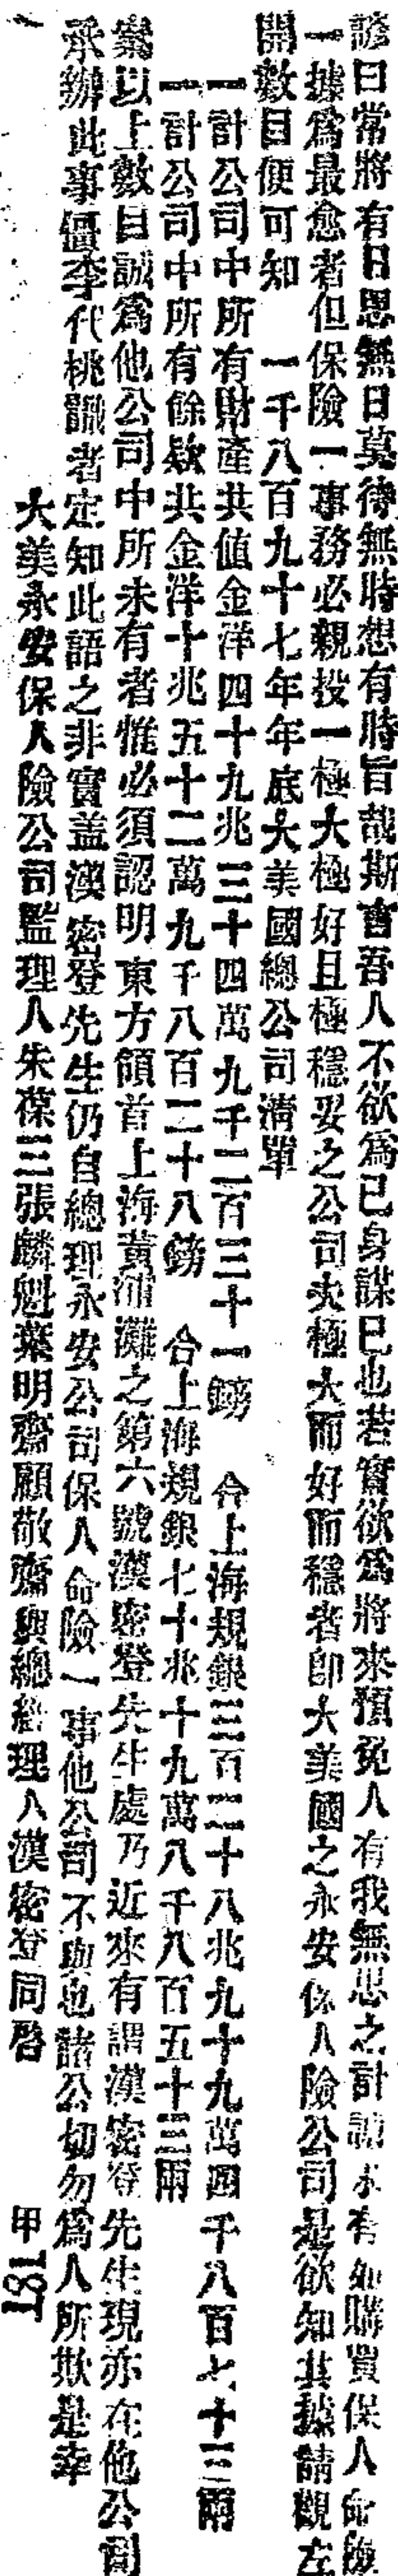 諺曰常將有日思無日莫待無時想有時旨哉斯言吾人不欲爲已身謀已也若實欲爲將來預免人有我無患之計誠未有如購買保人命險
一據爲最愈者但保險一事務必親投一極大極好且極穩妥之公司夫極大而好而穩者卽大美國之永安保人險公司是欲知其據請觀左
開數目便可知　一千八百九十七年年底大美國總公司清單
一計公司中所有財產共値金洋四十九兆三十四萬九千二百三十一鎊　合上海規銀三百二十八兆九十九萬四千八百七十三兩
一計公司中所有餘欵共金洋十兆五十二萬九千八百二十八鎊　合上海規銀七十兆十九萬八千八百五十三兩
案以上數目誠爲他公司中所未有者惟必須認明東方領首上海黃浦灘之第六號漢密登先生處乃近來有謂漢密登先生現亦在他公司
承辦此事僵李代桃識者定知此語之非實盖漢密登先生仍自總理永安公司保人命險一事他公司不與也諸公切勿爲人所欺是幸
大美永安保人險公司監理人朱葆三張麟魁葉明齋顧敬齋與總經理人漢密登同啓　甲181